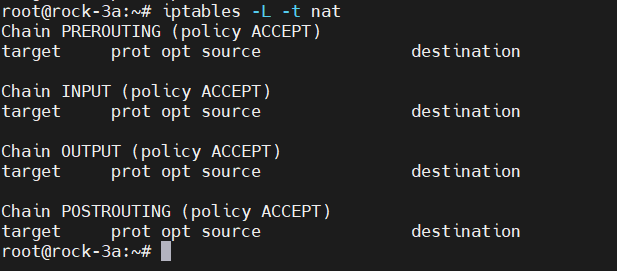 root@rock-3a:~# iptables -L -t nat
Chain PREROUTING (policy ACCEPT)
target     prot opt source               destination

Chain INPUT (policy ACCEPT)
target     prot opt source               destination

Chain OUTPUT (policy ACCEPT)
target     prot opt source               destination

Chain POSTROUTING (policy ACCEPT)
target     prot opt source               destination
root@rock-3a:~#